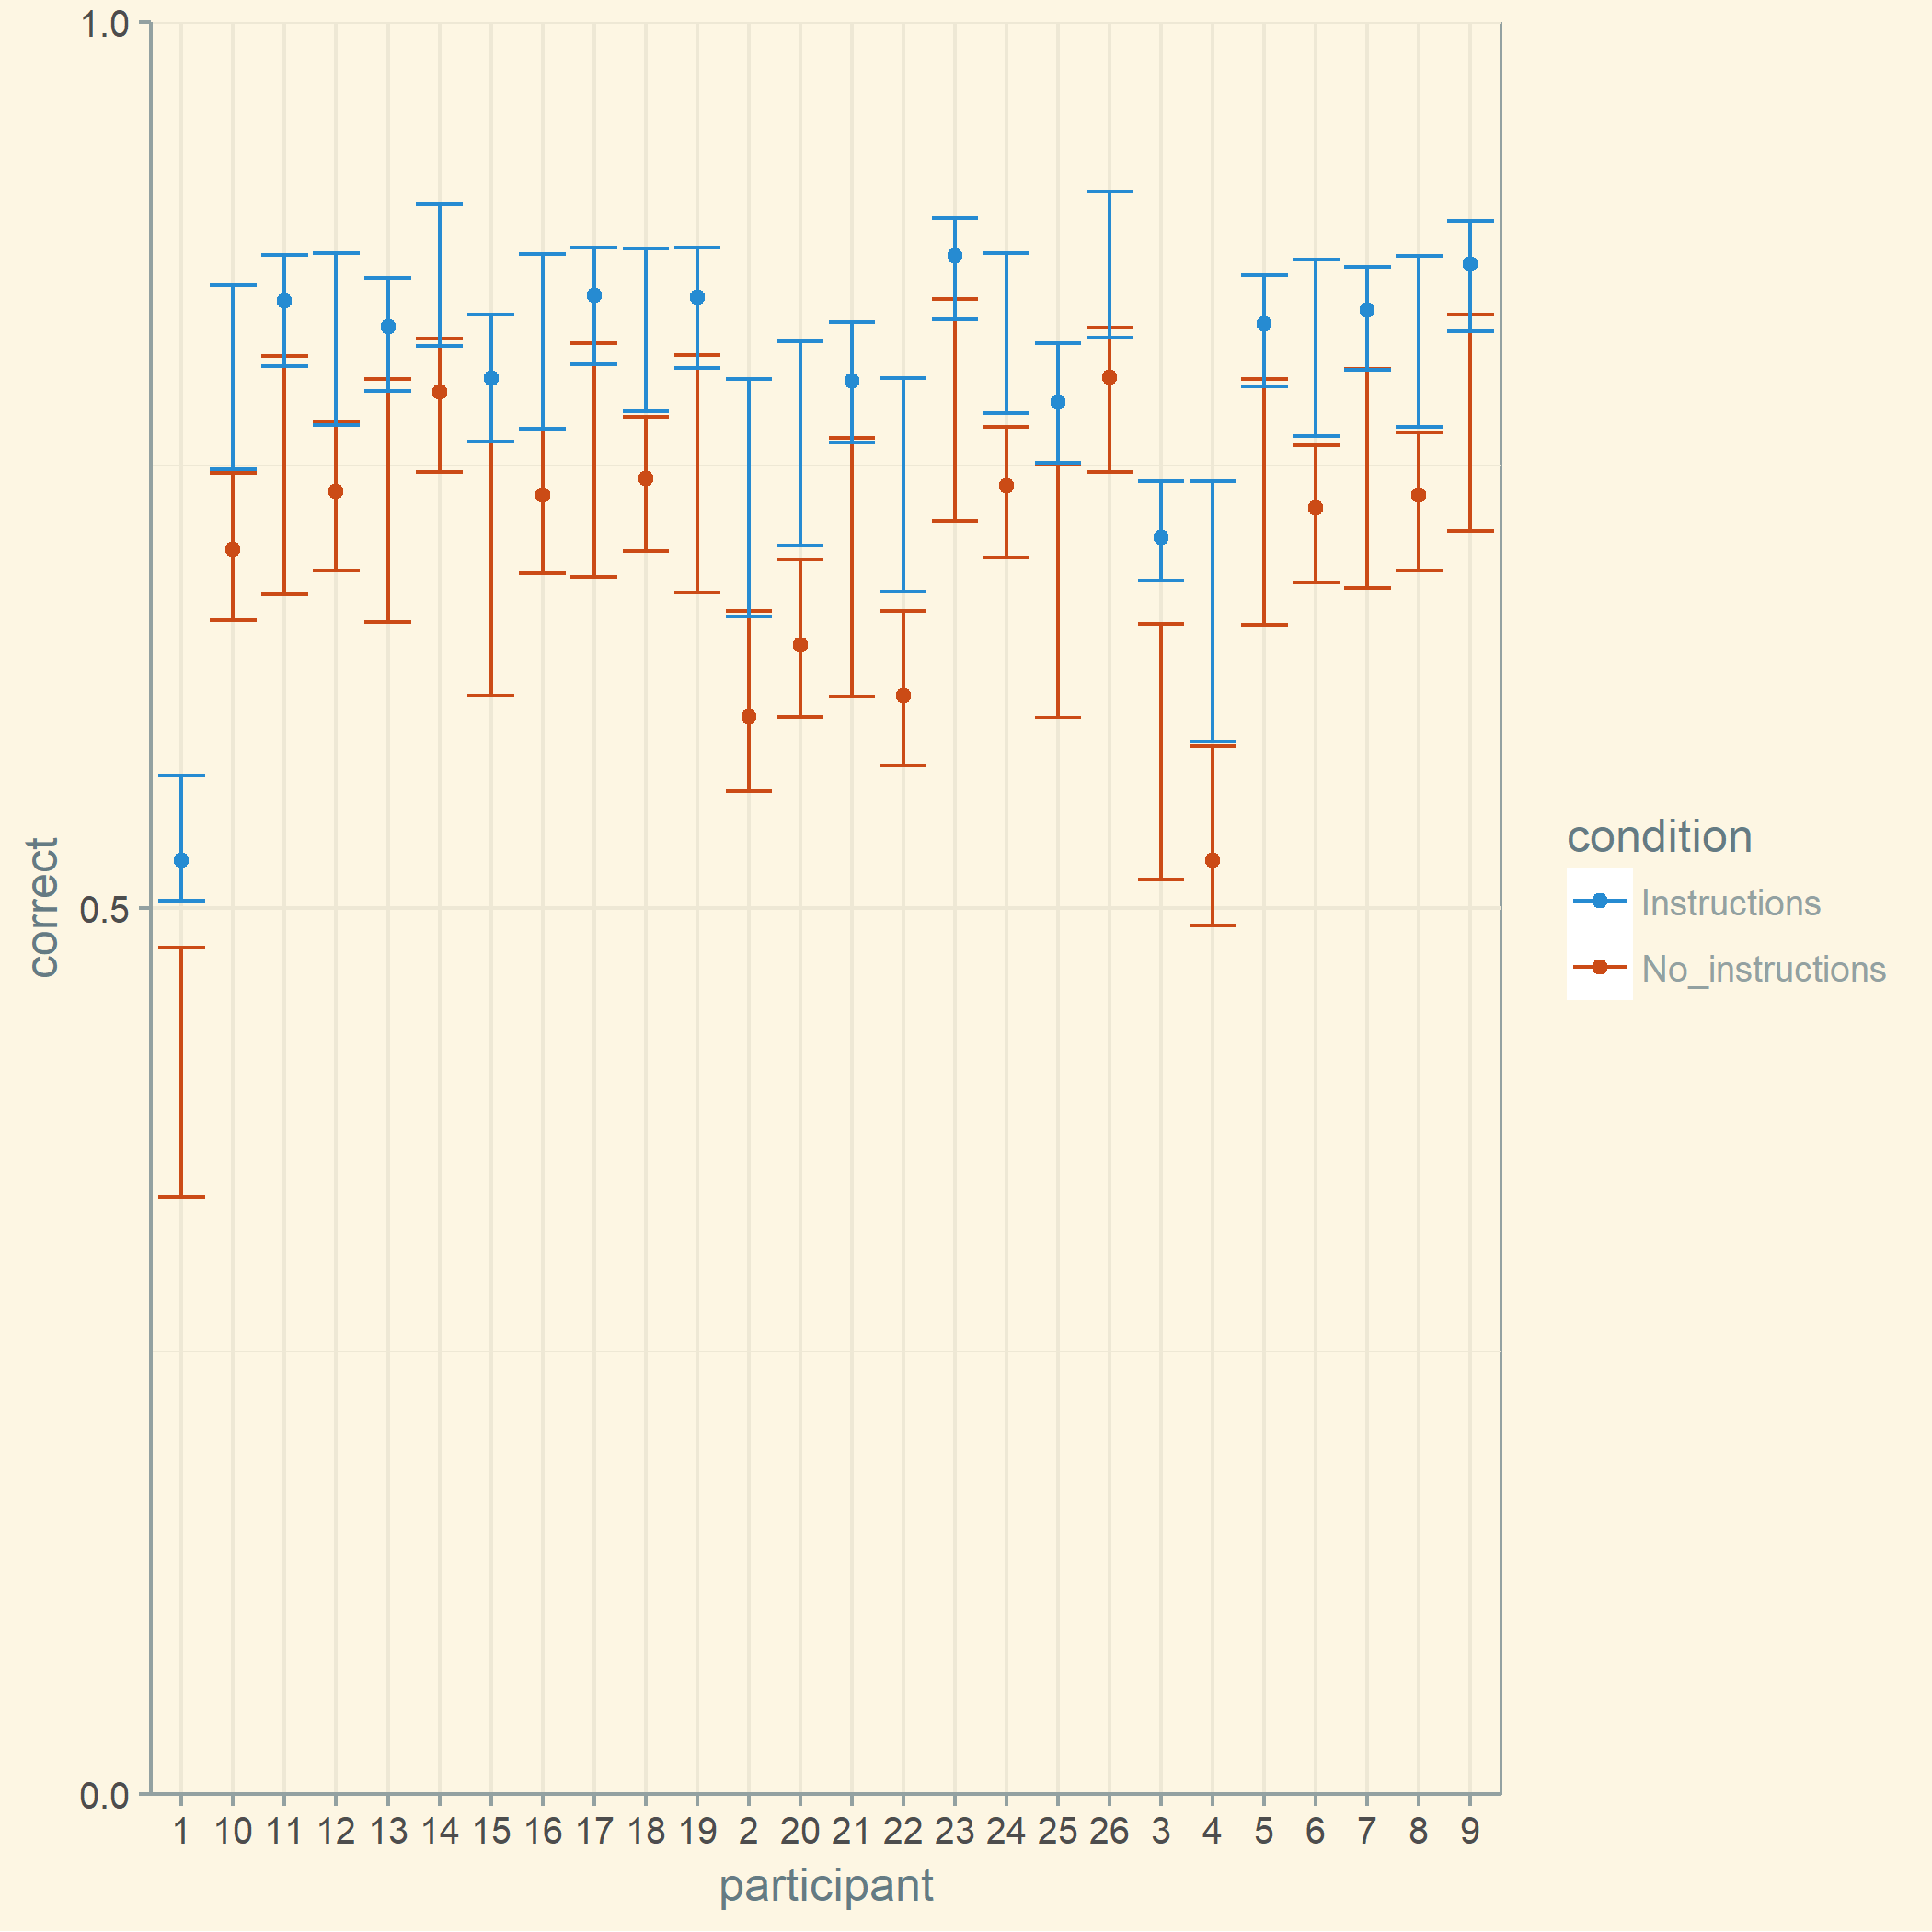 correct
1.0
0.5
0.0
1 10 11 12 13 14 15 16 17 18 19 2 20 21 22 23 24 25 26 3 4 5 6 7 8 9
participant
condition
Instructions
No_instructions